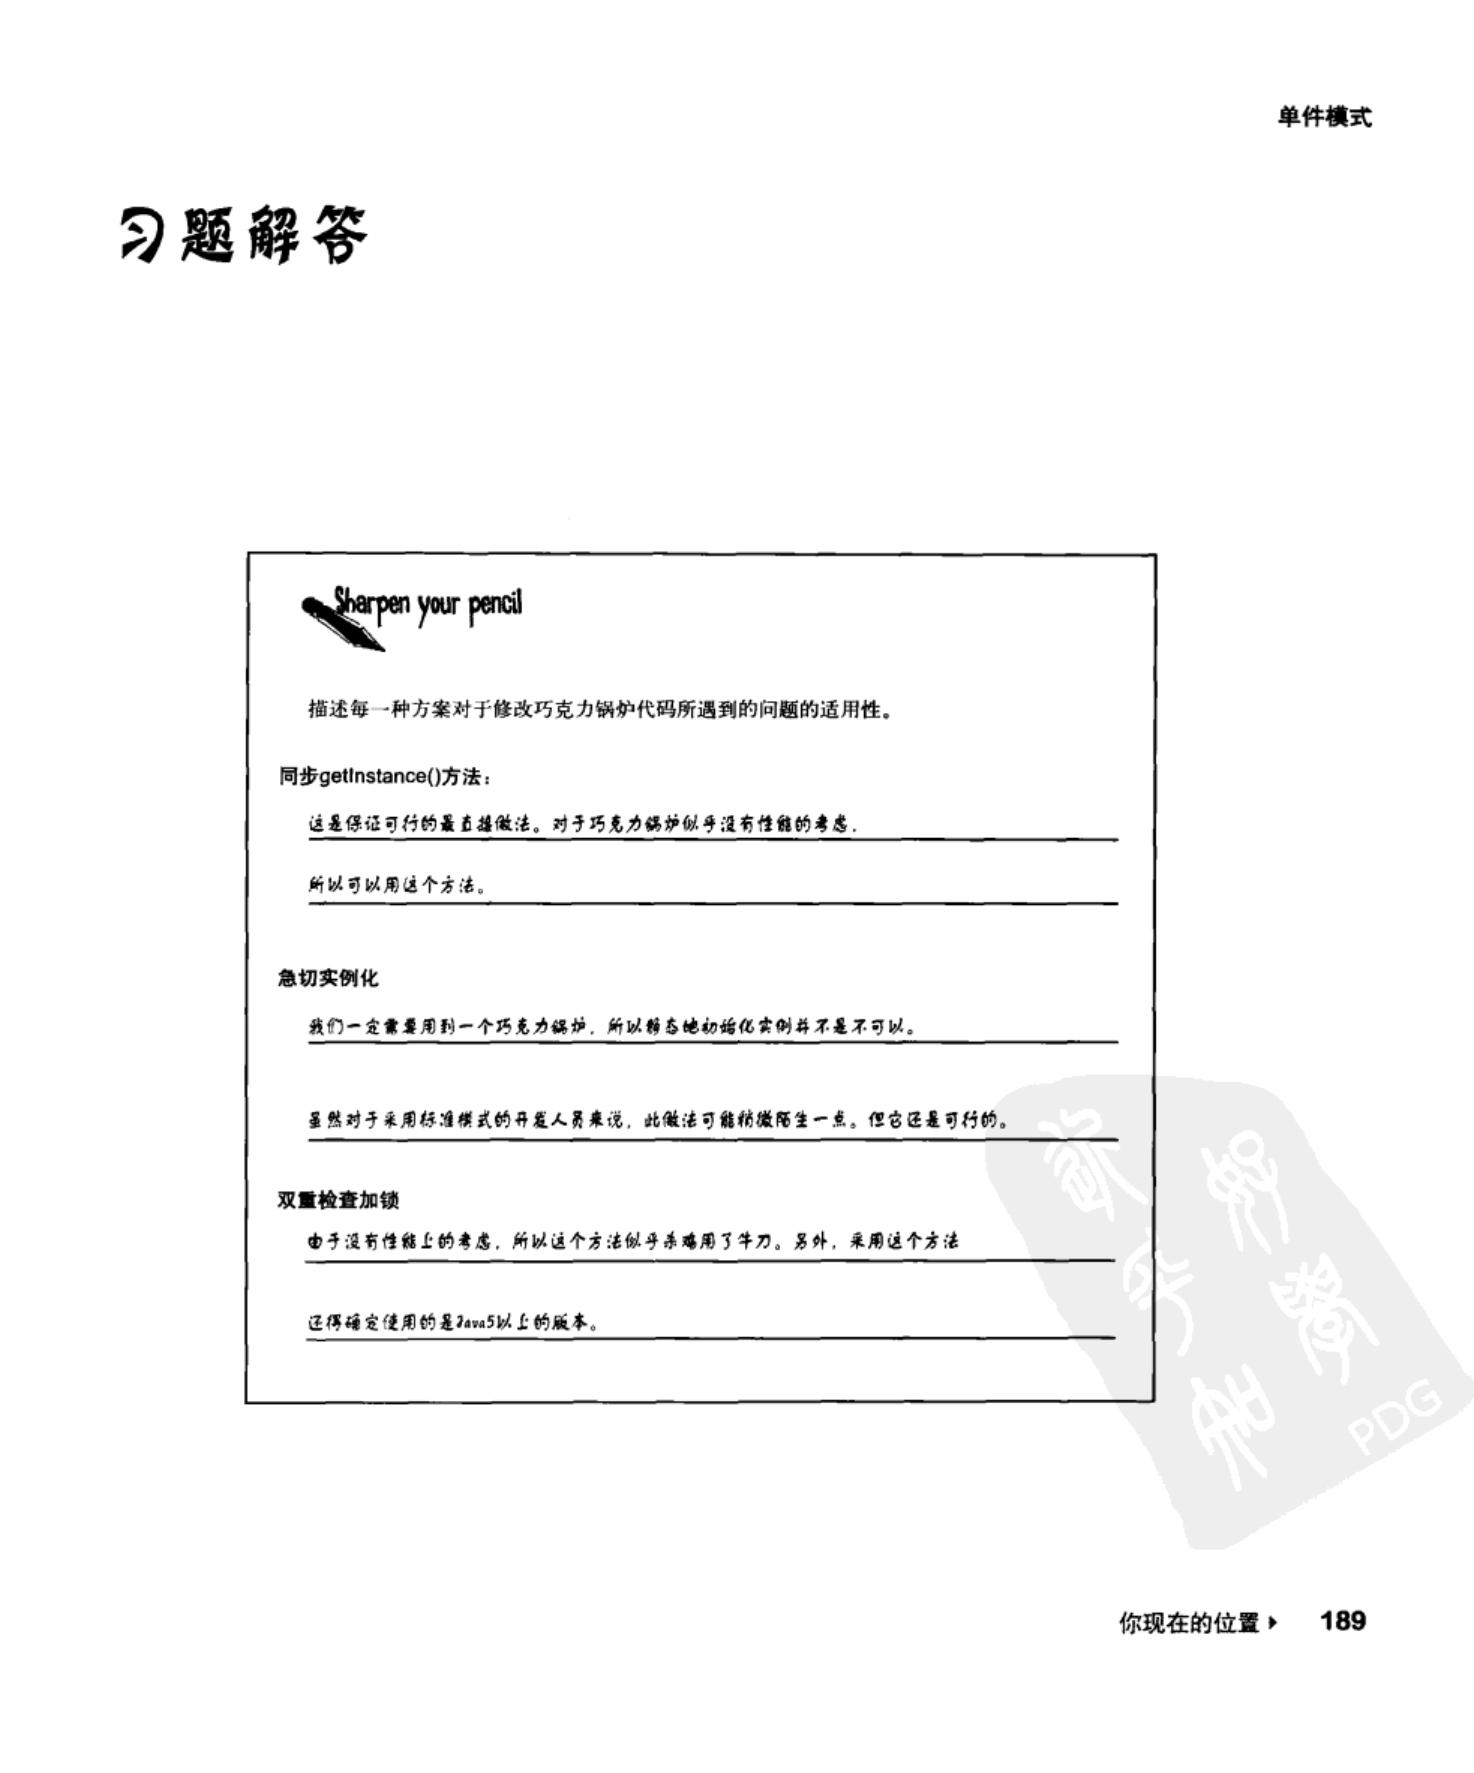 单件模式
习题解答
Sharpen your pencil
描述每一种方案对于修改巧克力锅炉代码所遇到的问题的适用性。
同步getInstance()方法：
这是保证可行的最直接做法。对于巧克力锅炉似乎没有性能的考虑，
所以可以用这个方法。
急切实例化
我们一定需要用到一个巧克力锅炉，所以静态地初始化实例并不是不可以。
虽然对于采用标准模式的开发人员来说，此做法可能稍微陌生一点。但它还是可行的。
双重检查加锁
由于没有性能上的考虑，所以这个方法似乎杀鸡用了牛刀。另外，采用这个方法
还得确定使用的是Java5以上的版本。
PDG
你现在的位置▸ 189